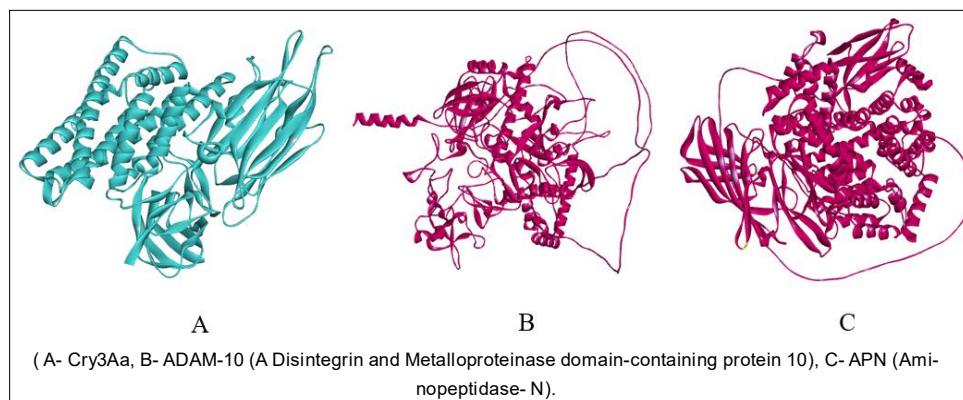 A
B
C
( A- Cry3Aa, B- ADAM-10 (A Disintegrin and Metalloproteinase domain-containing protein 10), C- APN (Ami-
nopeptidase- N).